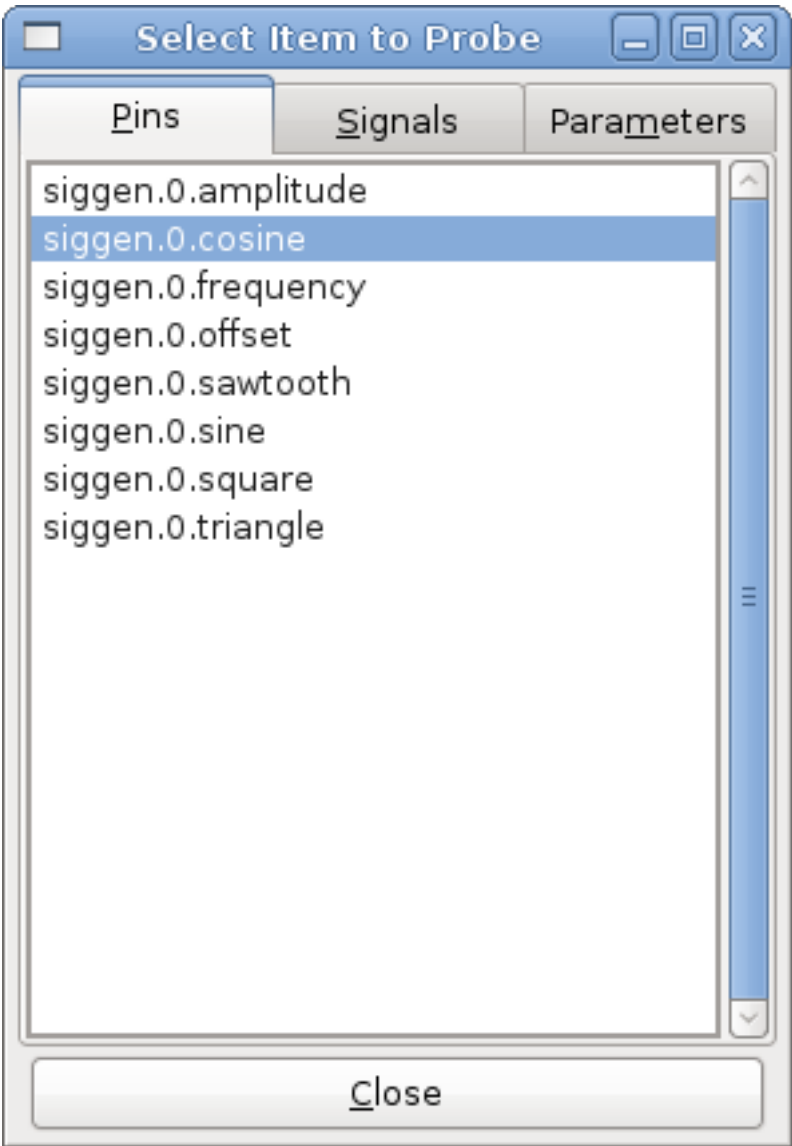 Select Item to Probe
Pins Signals Parameters
siggen.0.amplitude
siggen.0.cosine
siggen.0.frequency
siggen.0.offset
siggen.0.sawtooth
siggen.0.sine
siggen.0.square
siggen.0.triangle
Close